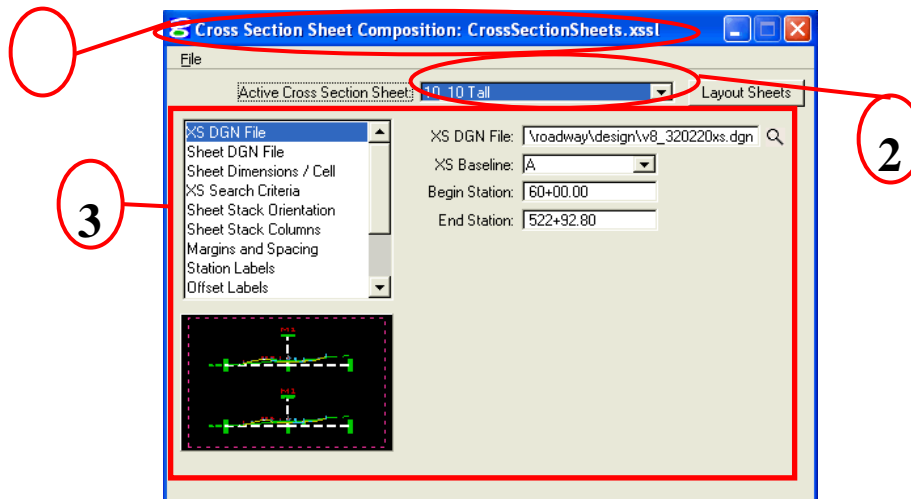 Cross Section Sheet Composition: CrossSectionSheets.xssl
File
Active Cross Section Sheet: 10_10 Tall Layout Sheets
2
XS DGN File
Sheet DGN File
Sheet Dimensions / Cell
XS Search Criteria
Sheet Stack Orientation
Sheet Stack Columns
Margins and Spacing
Station Labels
Offset Labels
XS DGN File: \roadway\design\v8_320220xs.dgn
XS Baseline: A
Begin Station: 60+00.00
End Station: 522+92.80
3
M1
M1